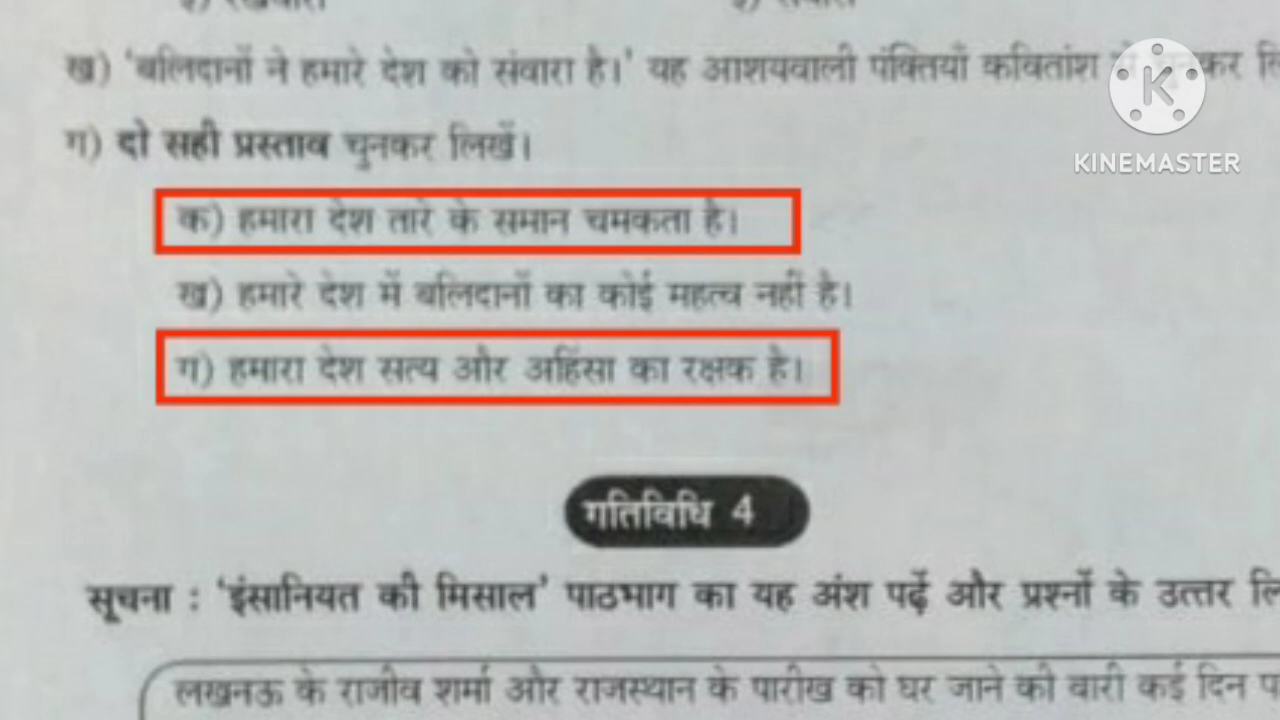 ख) 'बलिदानों ने हमारे देश को संवारा है।' यह आशयवाली पंक्तियाँ कवितांश
K
KINEMASTER
ग) दो सही प्रस्ताव चुनकर लिखें।
क) हमारा देश तारे के समान चमकता है।
ख) हमारे देश में बलिदानों का कोई महत्व नहीं है।
ग) हमारा देश सत्य और अहिंसा का रक्षक है।
गतिविधि 4
सूचना : 'इंसानियत की मिसाल' पाठभाग का यह अंश पढ़ें और प्रश्नों के उत्तर
लखनऊ के राजीव शर्मा और राजस्थान के पारीख को घर जाने की बारी कई दिन